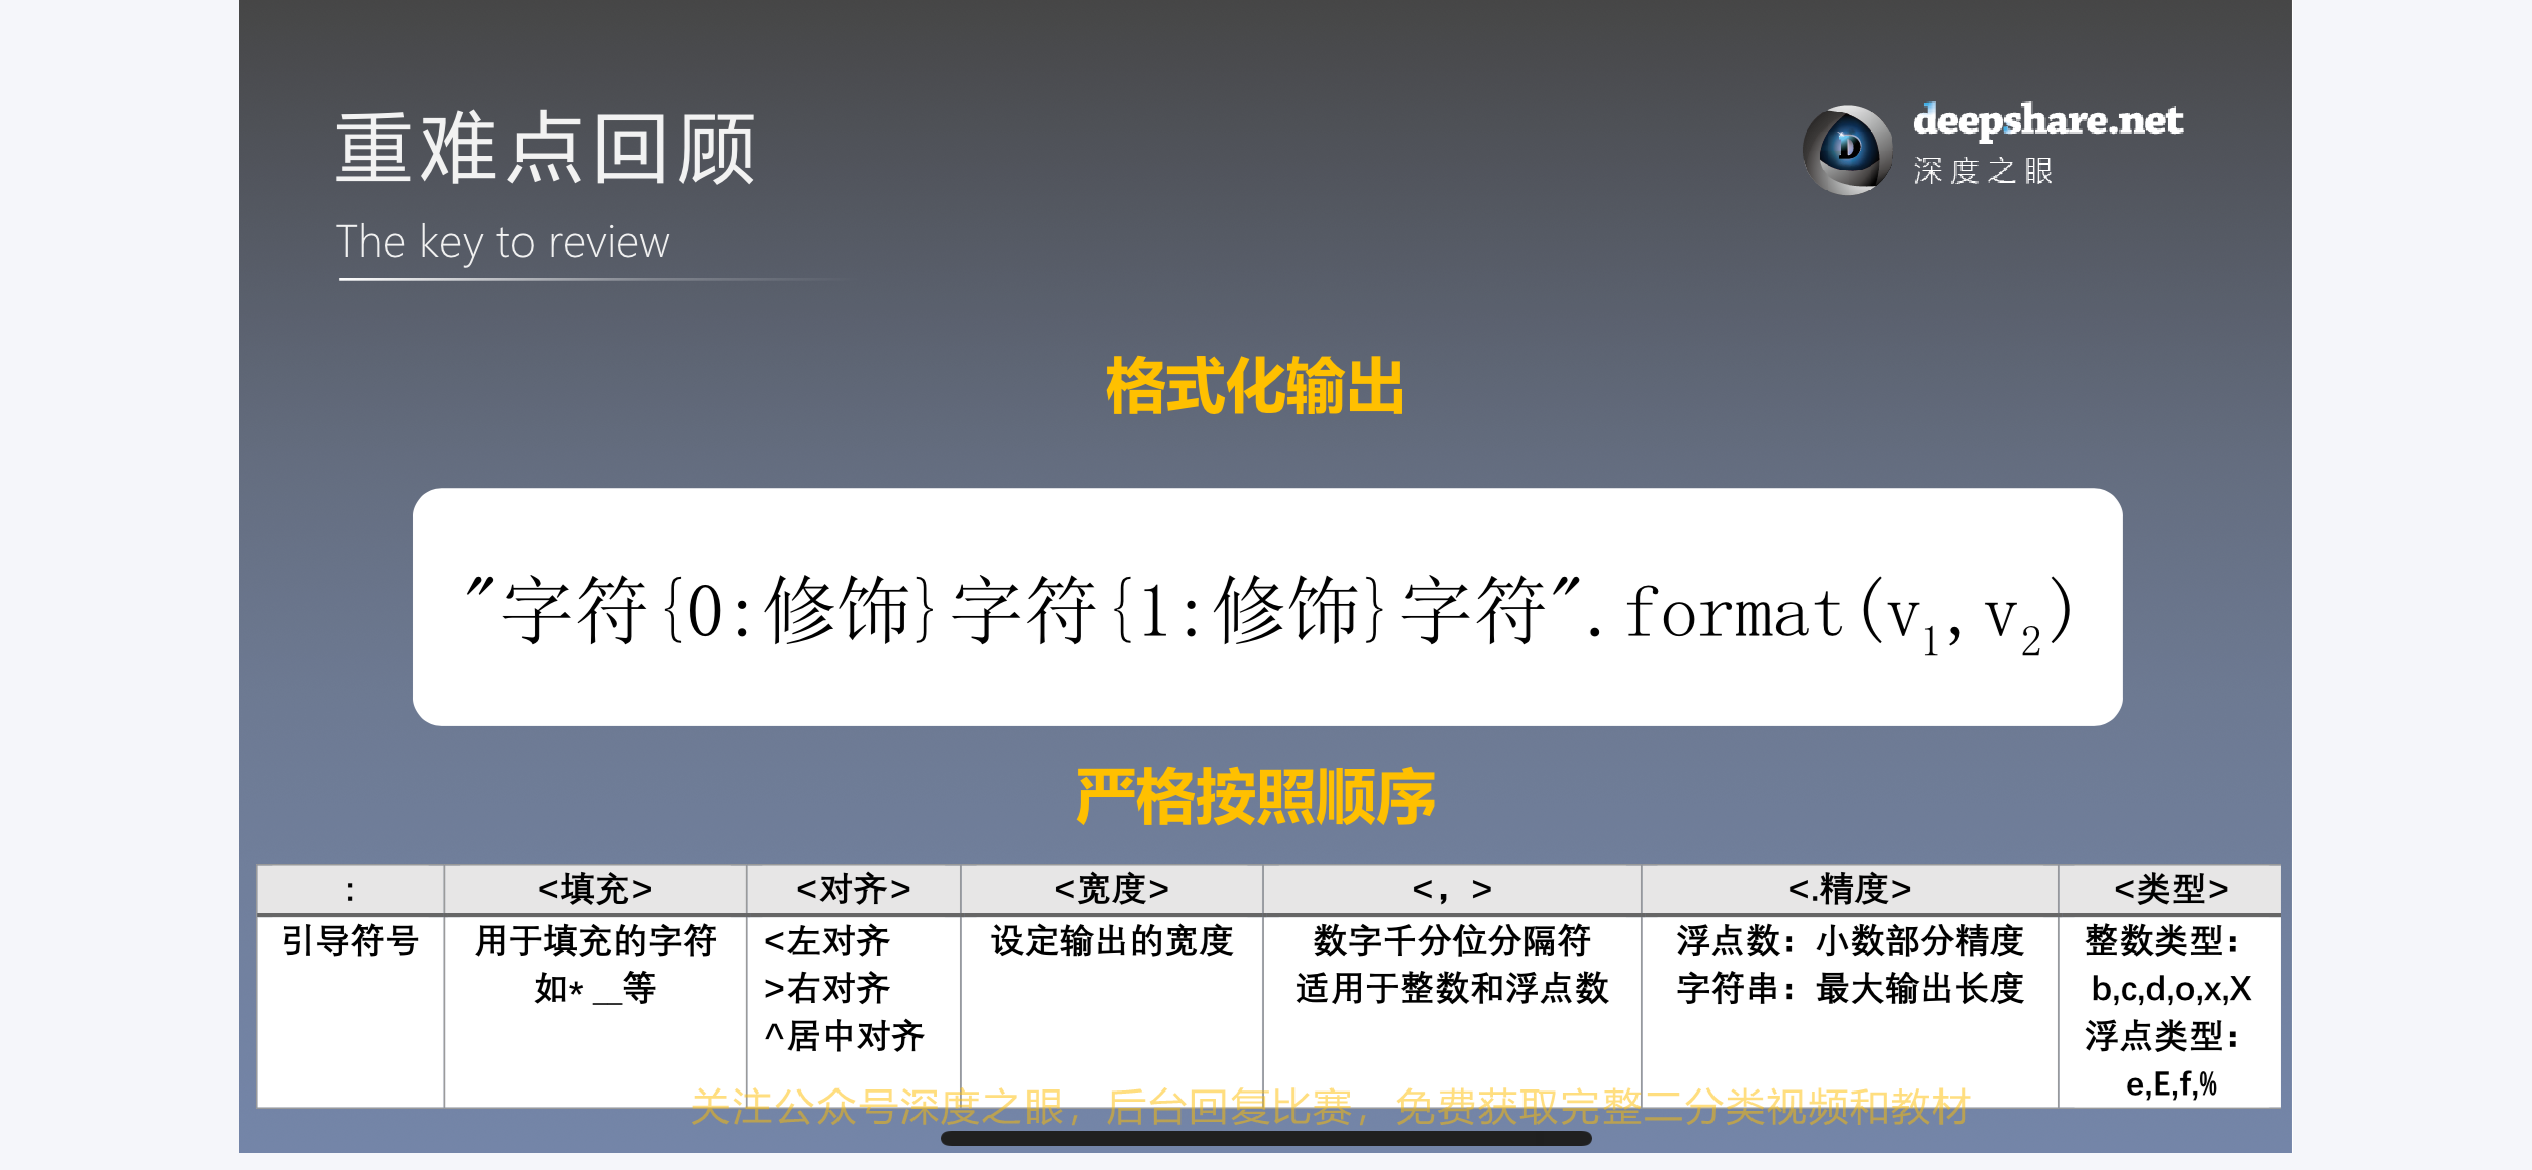 重难点回顾
The key to review
deepshare.net
深度之眼
格式化输出
"字符{0:修饰}字符{1:修饰}字符".format(v₁,v₂)
严格按照顺序
: <填充> <对齐> <宽度> <，> <.精度> <类型>
引导符号 用于填充的字符 <左对齐 设定输出的宽度 数字千分位分隔符 浮点数：小数部分精度 整数类型：
如* __等 >右对齐 适用于整数和浮点数 字符串：最大输出长度 b,c,d,o,x,X
^居中对齐 浮点类型：
e,E,f,%
关注公众号深度之眼，后台回复比赛，免费获取完整二分类视频和教材